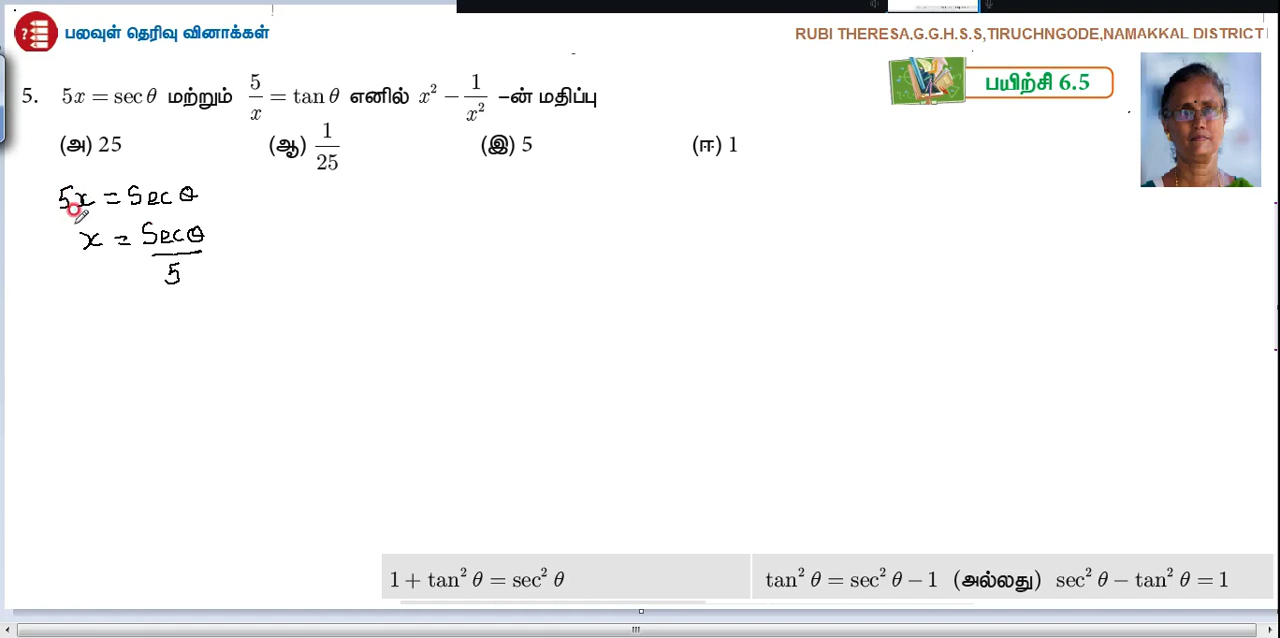 பலவுள் தெரிவு வினாக்கள்
RUBI THERESA,G.G.H.S.S,TIRUCHNGODE,NAMAKKAL DISTRICT
பயிற்சி 6.5
5. 5x = sec θ மற்றும் 5/x = tan θ எனில் x² − 1/x² –ன் மதிப்பு
(அ) 25 (ஆ) 1/25 (இ) 5 (ஈ) 1
5x = Sec θ
x = Sec θ / 5
1 + tan² θ = sec² θ
tan² θ = sec² θ − 1 (அல்லது) sec² θ − tan² θ = 1